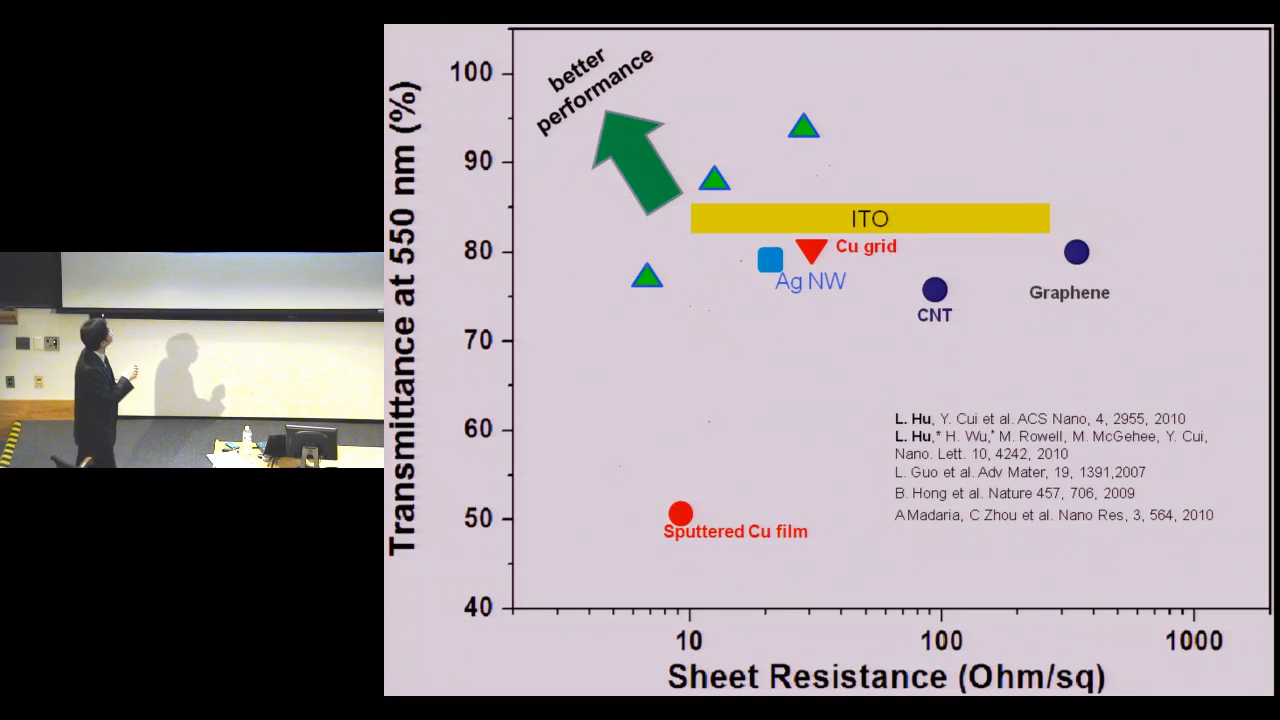 better
performance
100
90
80
70
60
50
40
Transmittance at 550 nm (%)
ITO
Cu grid
Ag NW
CNT
Graphene
Sputtered Cu film
L. Hu, Y. Cui et al. ACS Nano, 4, 2955, 2010
L. Hu,* H. Wu,* M. Rowell, M. McGehee, Y. Cui,
Nano. Lett. 10, 4242, 2010
L. Guo et al. Adv Mater, 19, 1391,2007
B. Hong et al. Nature 457, 706, 2009
A Madaria, C Zhou et al. Nano Res, 3, 564, 2010
10
100
1000
Sheet Resistance (Ohm/sq)